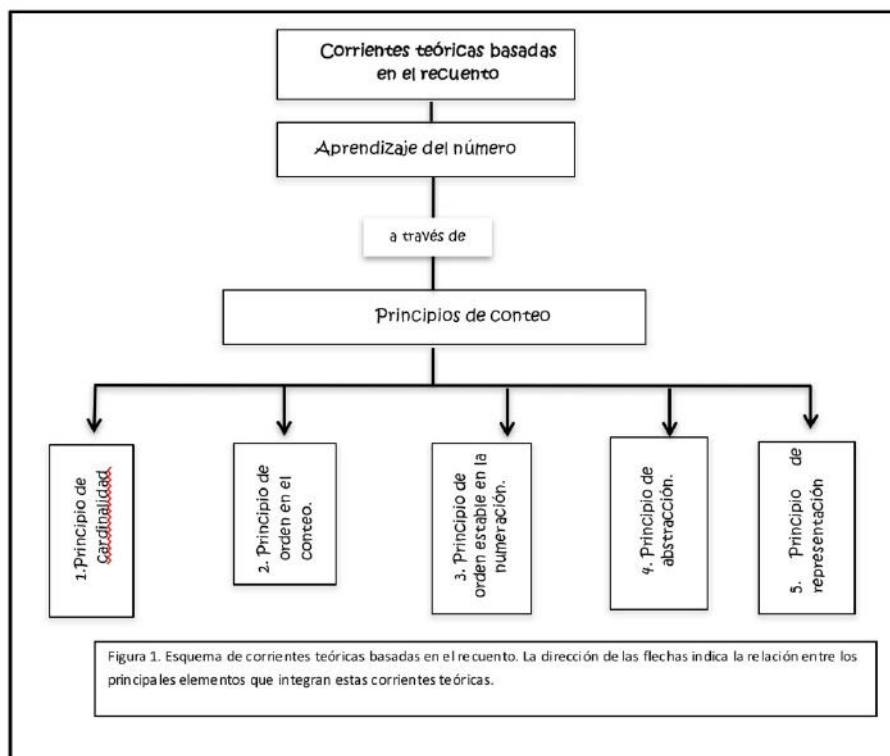 Corrientes teóricas basadas
en el recuento
Aprendizaje del número
a través de
Principios de conteo
1.Principio de
cardinalidad
2. Principio de
orden en el
conteo.
3. Principio de
orden estable en la
numeración.
4. Principio de
abstracción.
5. Principio de
representación
Figura 1. Esquema de corrientes teóricas basadas en el recuento. La dirección de las flechas indica la relación entre los
principales elementos que integran estas corrientes teóricas.